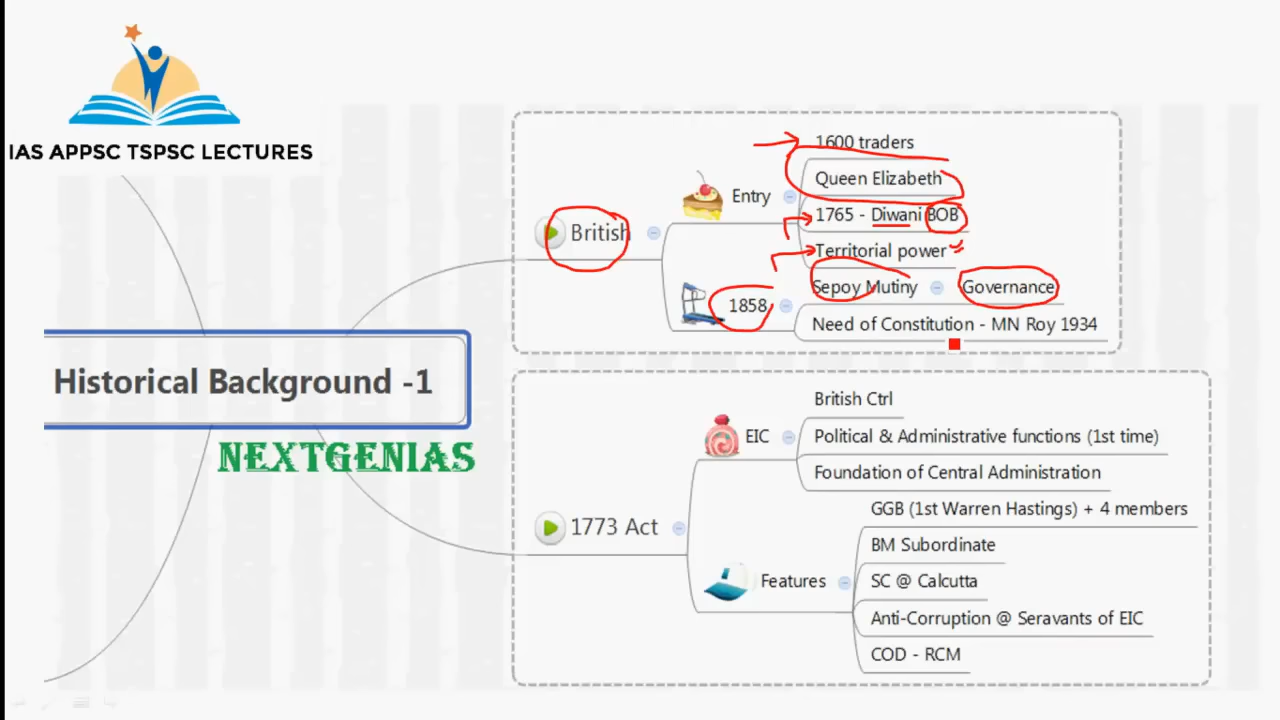 IAS APPSC TSPSC LECTURES
Historical Background -1
NEXTGENIAS
British
Entry
1600 traders
Queen Elizabeth
1765 - Diwani BOB
Territorial power
1858
Sepoy Mutiny
Governance
Need of Constitution - MN Roy 1934
1773 Act
EIC
British Ctrl
Political & Administrative functions (1st time)
Foundation of Central Administration
Features
GGB (1st Warren Hastings) + 4 members
BM Subordinate
SC @ Calcutta
Anti-Corruption @ Seravants of EIC
COD - RCM